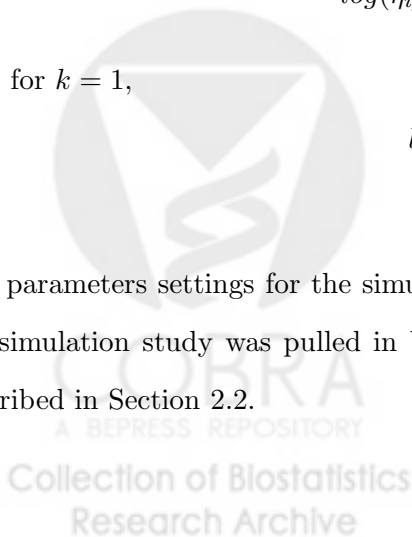 log(η
for k = 1,
parameters settings for the simu
simulation study was pulled in
ribed in Section 2.2.
COBRA
A BEPRESS REPOSITORY
Collection of Biostatistics
Research Archive